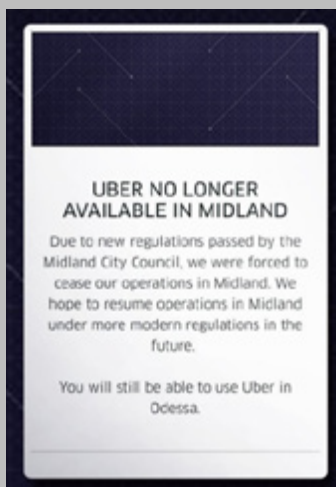 UBER NO LONGER
AVAILABLE IN MIDLAND
Due to new regulations passed by the
Midland City Council, we were forced to
cease our operations in Midland. We
hope to resume operations in Midland
under more modern regulations in the
future.
You will still be able to use Uber in
Odessa.